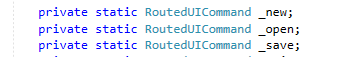 private static RoutedUICommand _new;
private static RoutedUICommand _open;
private static RoutedUICommand _save;